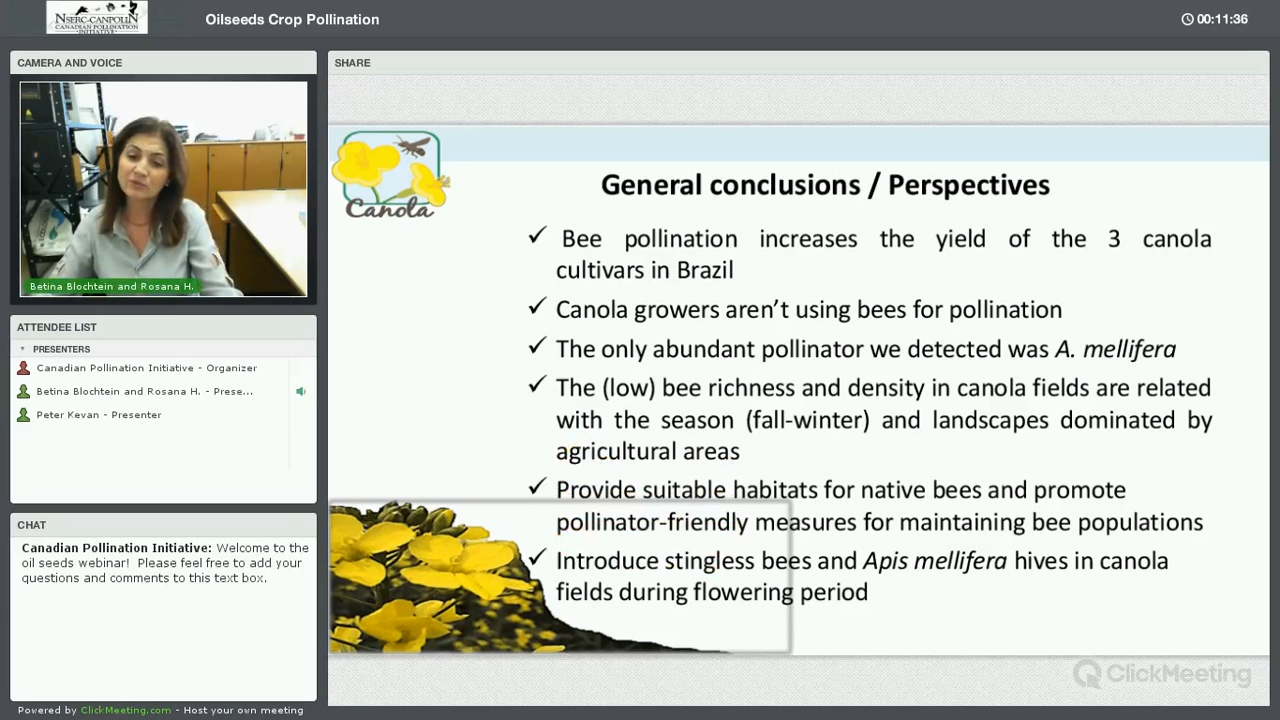 NSERC-CANPOLIN
CANADIAN POLLINATION
INITIATIVE
Oilseeds Crop Pollination
00:11:36
CAMERA AND VOICE
Betina Blochtein and Rosana H.
ATTENDEE LIST
PRESENTERS
Canadian Pollination Initiative - Organizer
Betina Blochtein and Rosana H. - Prese...
Peter Kevan - Presenter
CHAT
Canadian Pollination Initiative: Welcome to the
oil seeds webinar! Please feel free to add your
questions and comments to this text box.
Powered by ClickMeeting.com - Host your own meeting
SHARE
Canola
General conclusions / Perspectives
✓ Bee pollination increases the yield of the 3 canola
cultivars in Brazil
✓ Canola growers aren’t using bees for pollination
✓ The only abundant pollinator we detected was A. mellifera
✓ The (low) bee richness and density in canola fields are related
with the season (fall-winter) and landscapes dominated by
agricultural areas
✓ Provide suitable habitats for native bees and promote
pollinator-friendly measures for maintaining bee populations
✓ Introduce stingless bees and Apis mellifera hives in canola
fields during flowering period
ClickMeeting